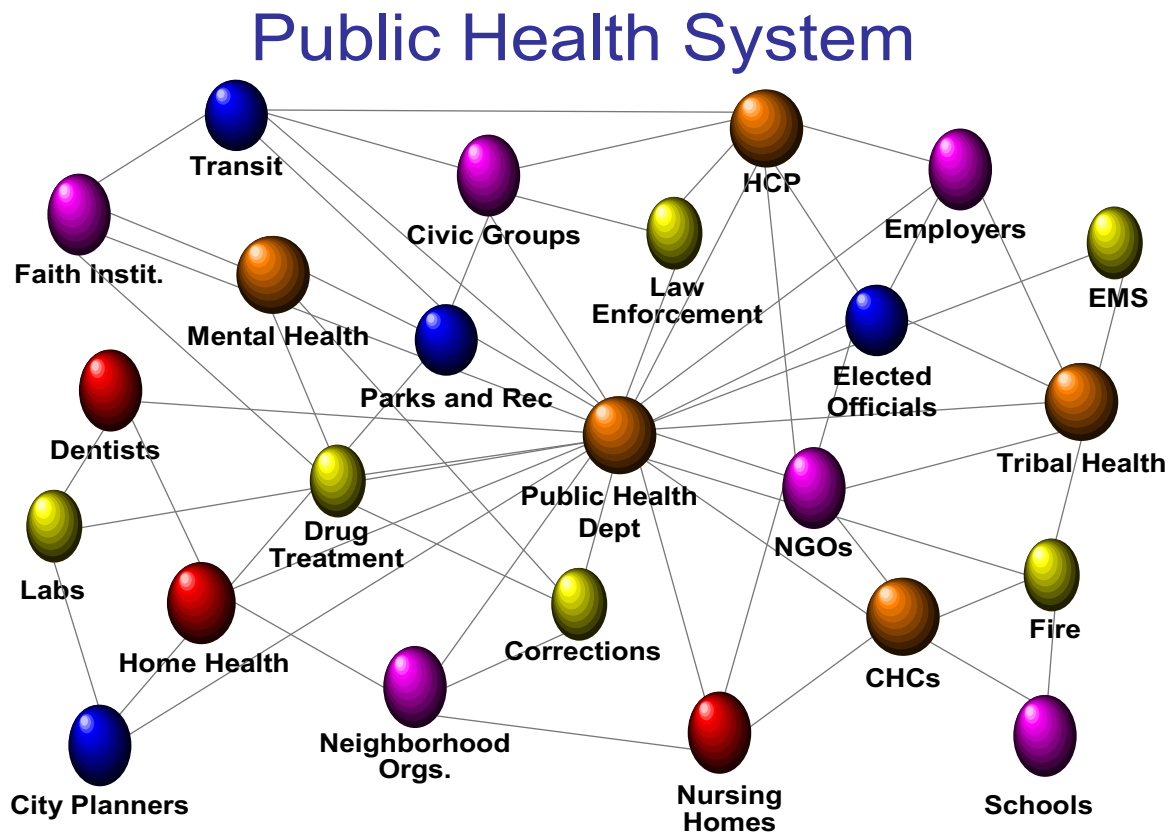 Public Health System
Transit
HCP
Civic Groups
Employers
Faith Instit.
Law
Enforcement
EMS
Mental Health
Elected
Officials
Parks and Rec
Dentists
Tribal Health
Public Health
Dept
Drug
Treatment
NGOs
Labs
Fire
Home Health
Corrections
CHCs
Neighborhood
Orgs.
City Planners
Nursing
Homes
Schools